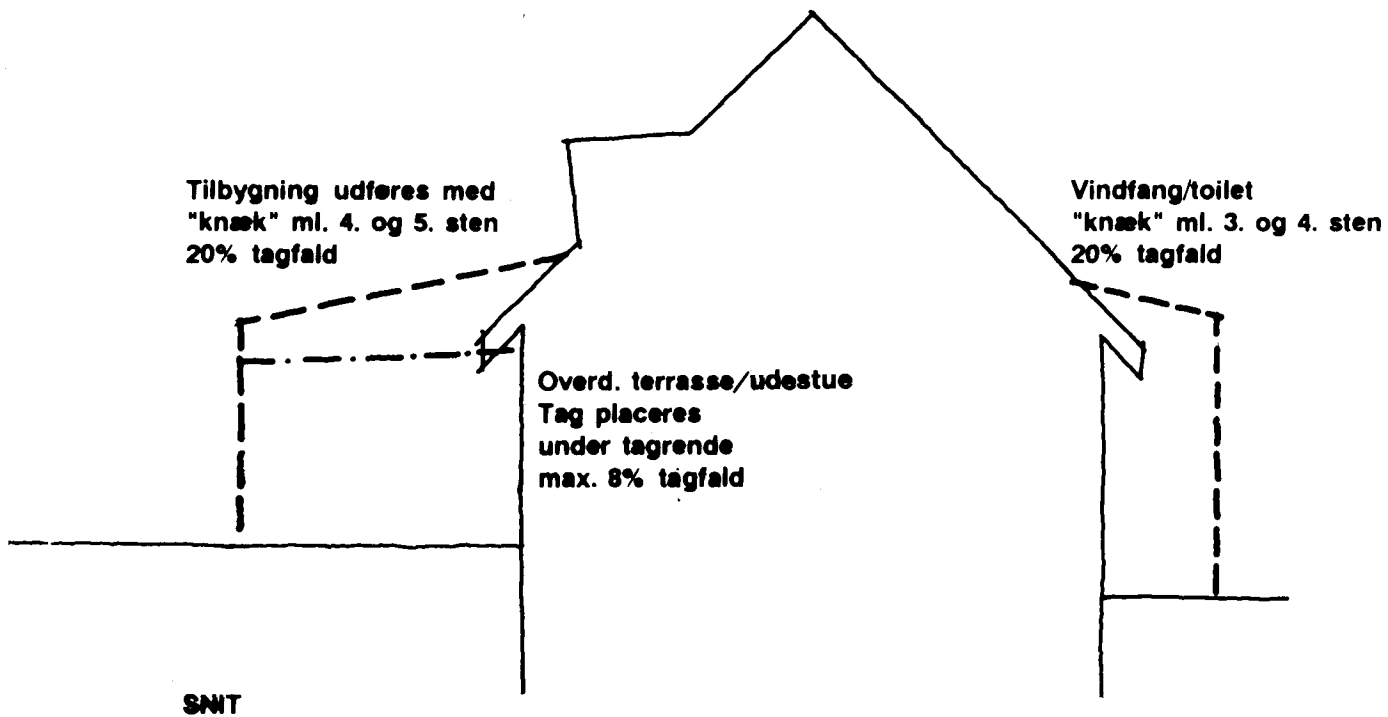 Tilbygning udføres med
"knæk" ml. 4. og 5. sten
20% tagfald
Vindfang/toilet
"knæk" ml. 3. og 4. sten
20% tagfald
Overd. terrasse/udestue
Tag placeres
under tagrende
max. 8% tagfald
SNIT